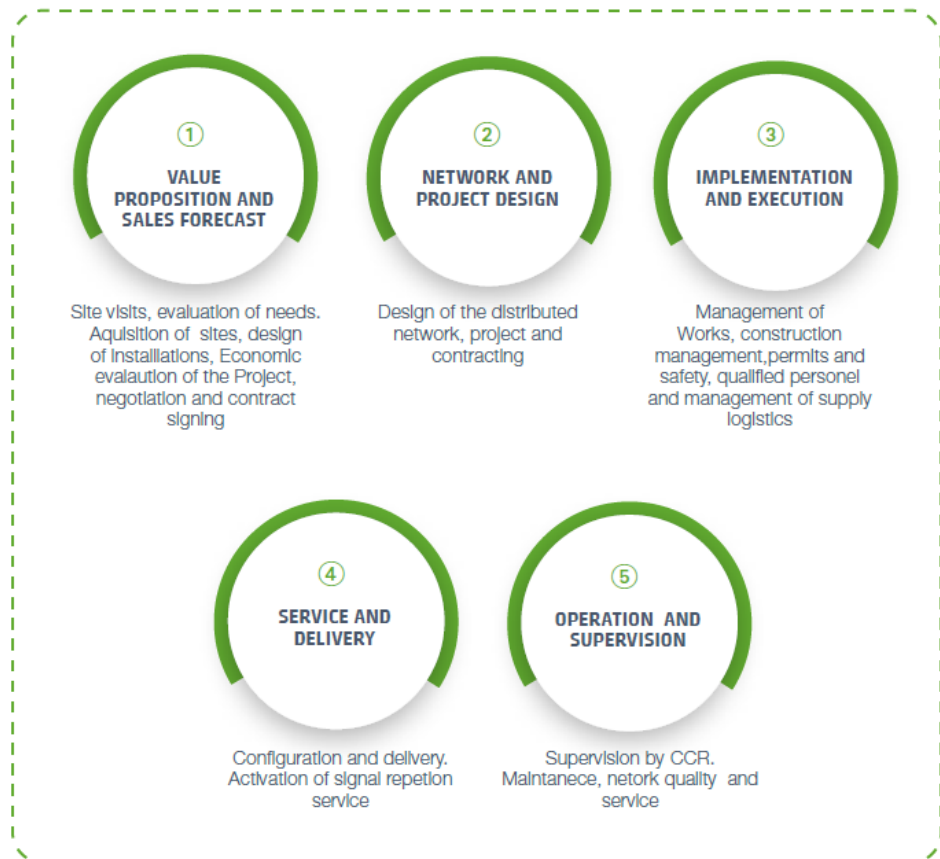 1
VALUE
PROPOSITION AND
SALES FORECAST
Site visits, evaluation of needs.
Aquisition of sites, design
of installiations, Economic
evalaution of the Project,
negotiation and contract
signing
2
NETWORK AND
PROJECT DESIGN
Design of the distributed
network, project and
contracting
3
IMPLEMENTATION
AND EXECUTION
Management of
Works, construction
management,permits and
safety, qualified personel
and management of supply
logistics
4
SERVICE AND
DELIVERY
Configuration and delivery.
Activation of signal repetion
service
5
OPERATION AND
SUPERVISION
Supervision by CCR.
Maintanece, netork quality and
service